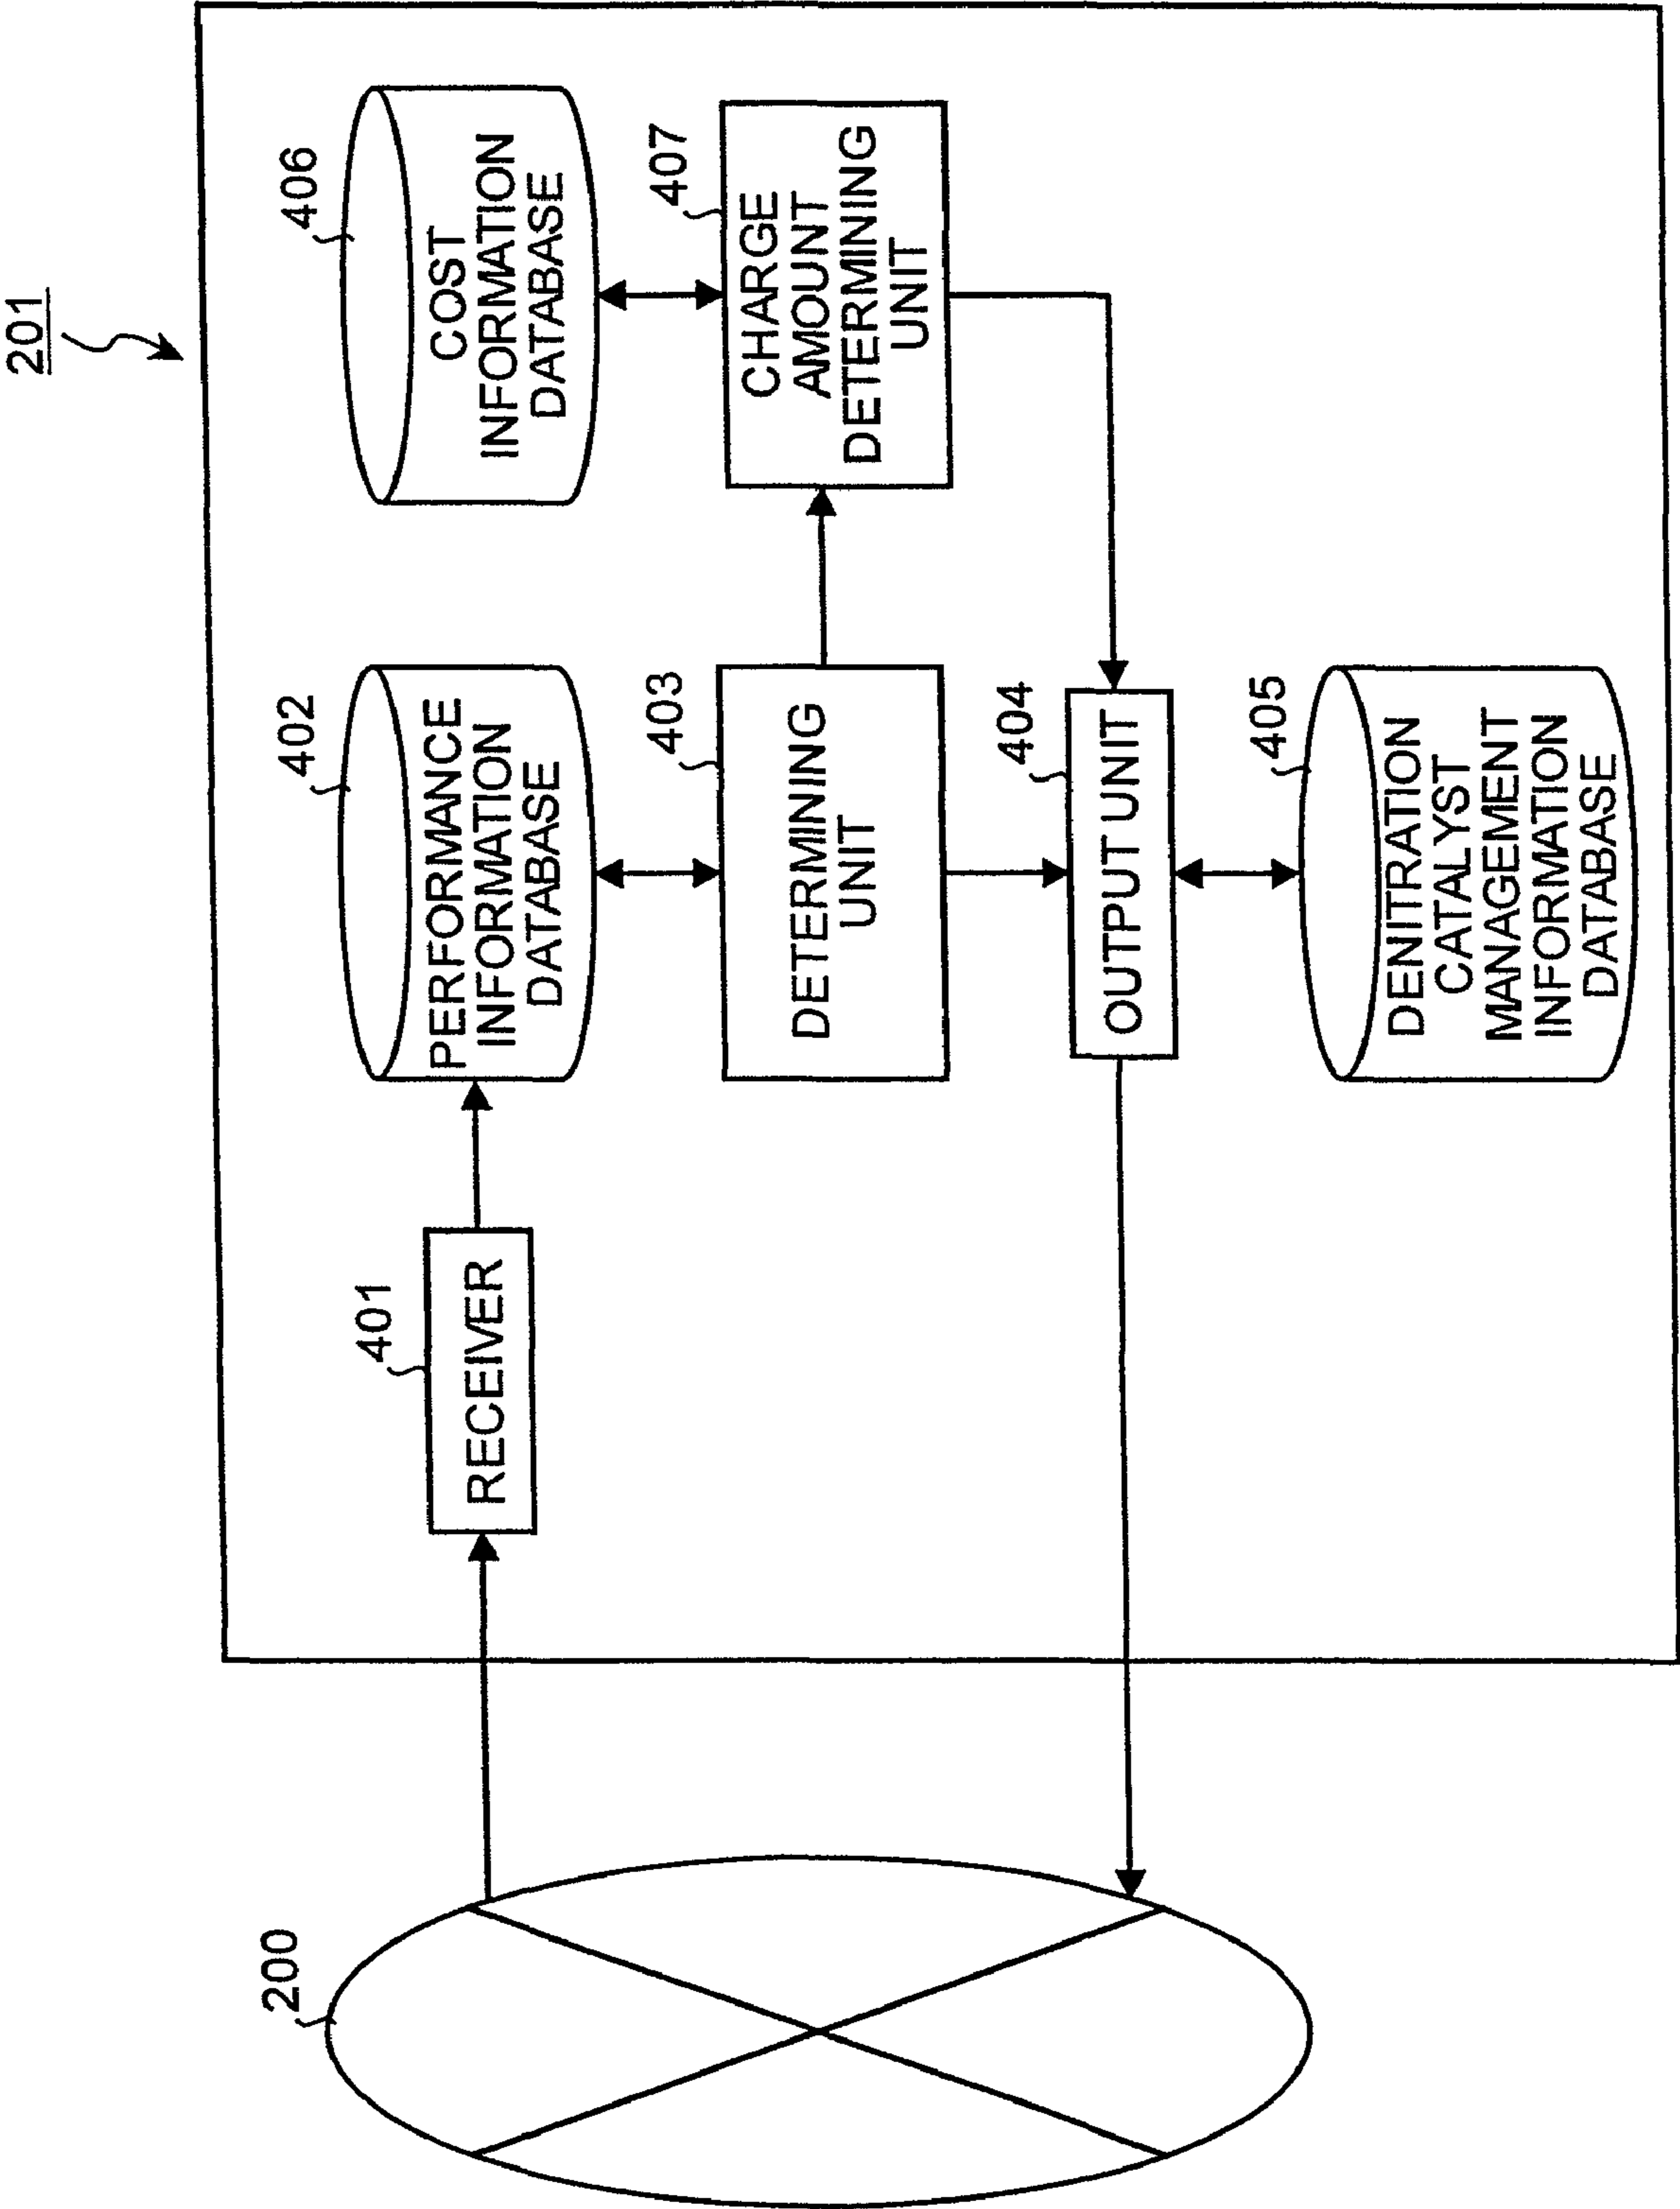 201
200
401
RECEIVER
402
PERFORMANCE
INFORMATION
DATABASE
403
DETERMINING
UNIT
404
OUTPUT UNIT
405
DENITRATION
CATALYST
MANAGEMENT
INFORMATION
DATABASE
406
COST
INFORMATION
DATABASE
407
CHARGE
AMOUNT
DETERMINING
UNIT